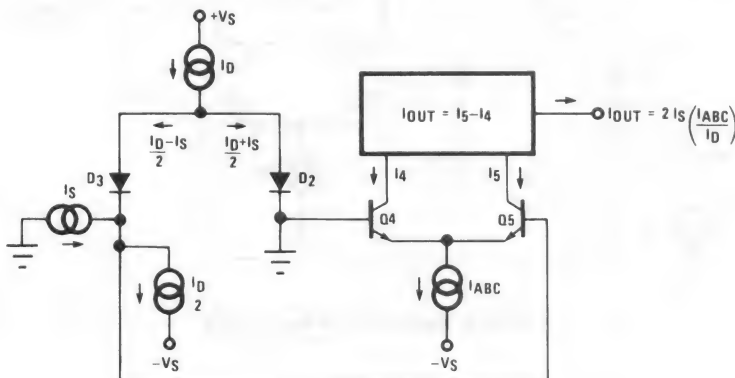 +VS
ID
ID/2 − IS
ID/2 + IS
D3
D2
IS
ID
2
−VS
IOUT = I5−I4
IOUT = 2 IS (IABC/ID)
I4
I5
Q4
Q5
IABC
−VS